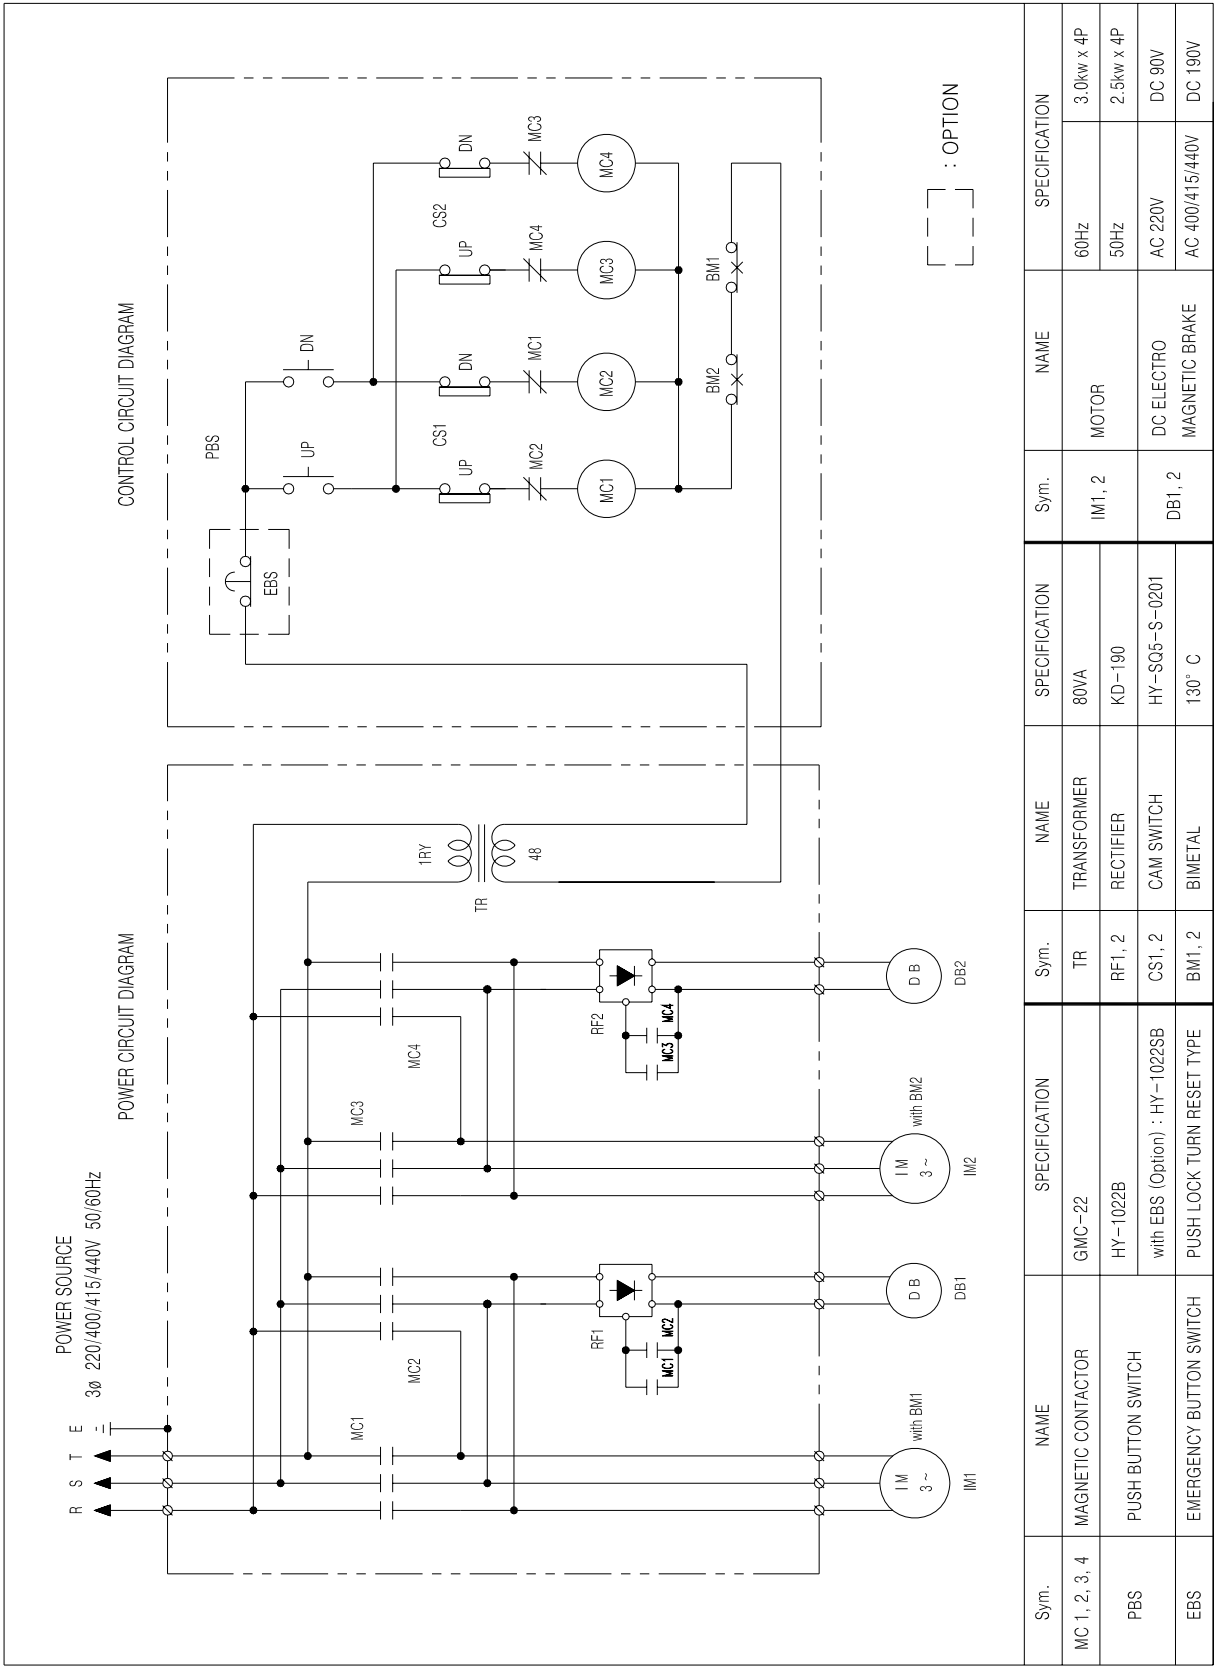 POWER SOURCE
3ø 220/400/415/440V 50/60Hz
R S T E
POWER CIRCUIT DIAGRAM
MC1
MC2
MC3
MC4
1RY
TR
48
RF1
MC1
MC2
RF2
MC3
MC4
IM
3 ~
IM1
with BM1
D B
DB1
IM
3 ~
IM2
with BM2
D B
DB2
CONTROL CIRCUIT DIAGRAM
EBS
PBS
UP
DN
CS1
UP
DN
CS2
UP
DN
MC2
MC1
MC4
MC3
MC1
MC2
MC3
MC4
BM2
BM1
: OPTION
Sym. NAME SPECIFICATION Sym. NAME SPECIFICATION Sym. NAME SPECIFICATION
MC 1, 2, 3, 4 MAGNETIC CONTACTOR GMC-22 TR TRANSFORMER 80VA IM1, 2 MOTOR 60Hz 3.0kw x 4P
PBS PUSH BUTTON SWITCH HY-1022B RF1, 2 RECTIFIER KD-190 50Hz 2.5kw x 4P
with EBS (Option) : HY-1022SB CS1, 2 CAM SWITCH HY-SQ5-S-0201 DB1, 2 DC ELECTRO AC 220V DC 90V
EBS EMERGENCY BUTTON SWITCH PUSH LOCK TURN RESET TYPE BM1, 2 BIMETAL 130° C MAGNETIC BRAKE AC 400/415/440V DC 190V